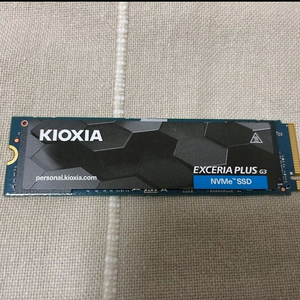 KIOXIA
personal.kioxia.com
EXCERIA PLUS G3
NVMe™ SSD